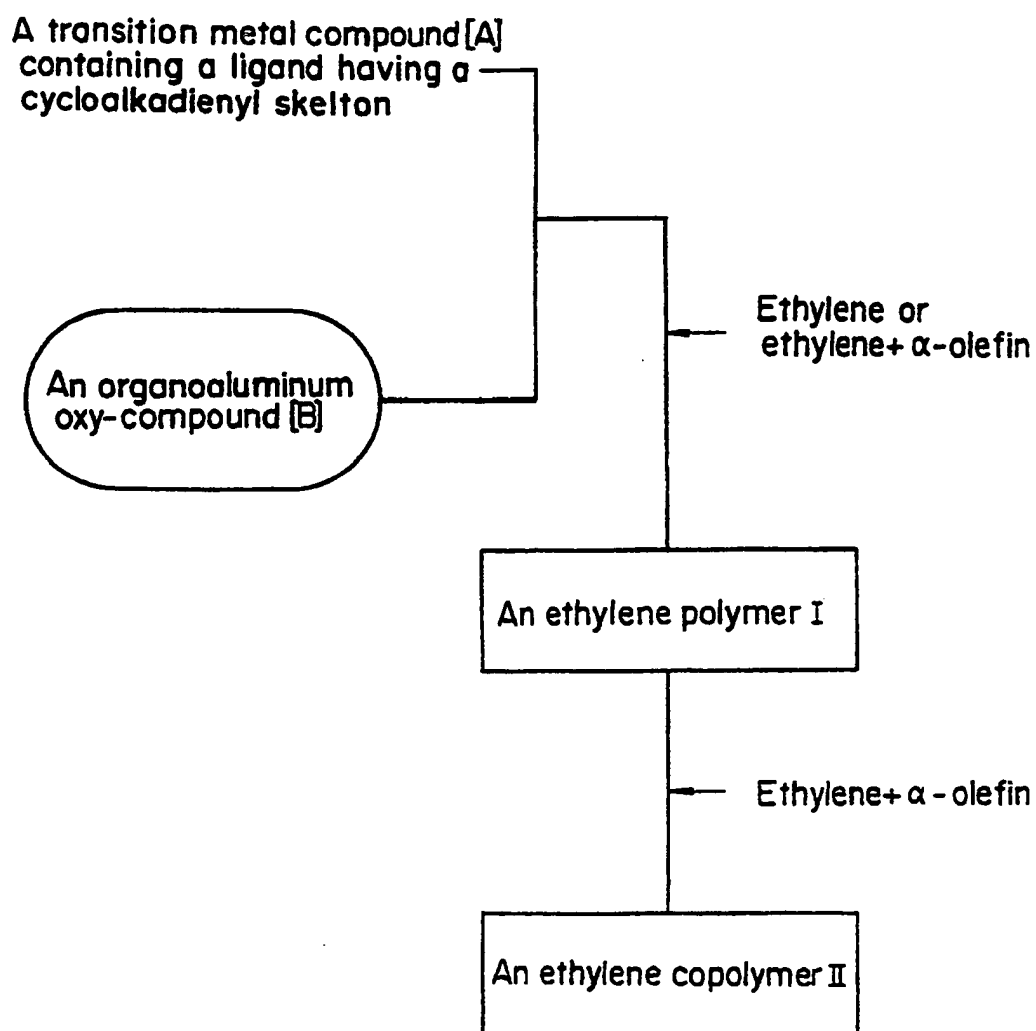 A transition metal compound [A]
containing a ligand having a
cycloalkadienyl skelton
Ethylene or
ethylene+ α-olefin
An organoaluminum
oxy-compound [B]
An ethylene polymer I
Ethylene+ α-olefin
An ethylene copolymer II